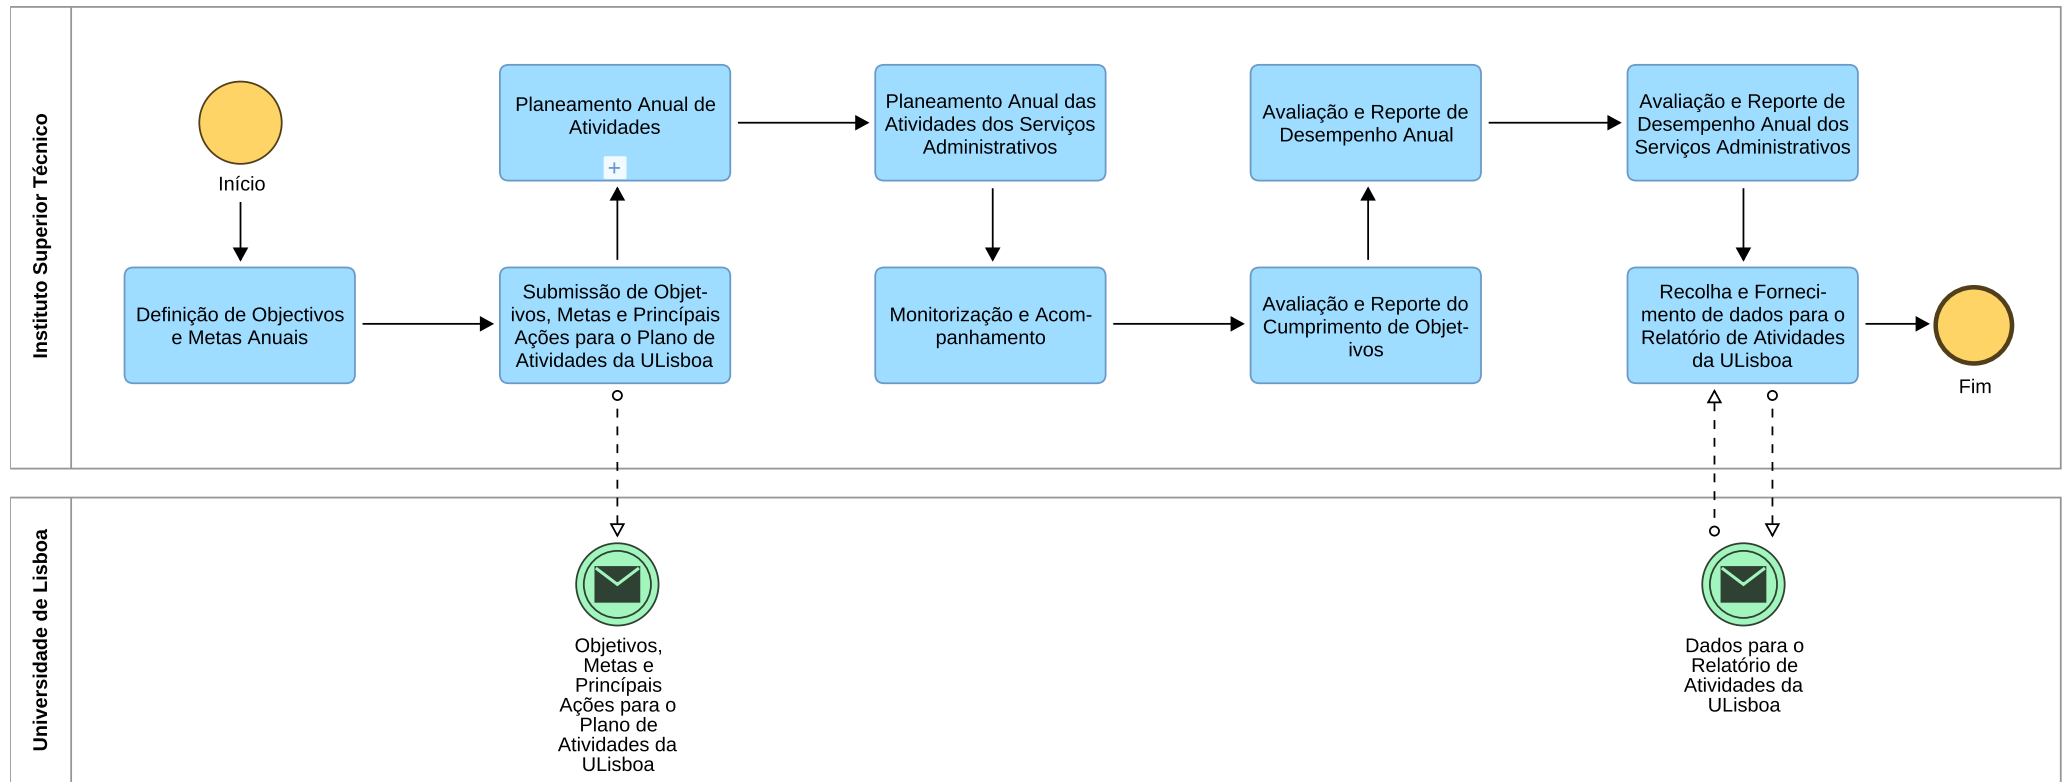 Instituto Superior Técnico
Início
Definição de Objectivos
e Metas Anuais
Submissão de Objet-
ivos, Metas e Princípais
Ações para o Plano de
Atividades da ULisboa
Planeamento Anual de
Atividades
+
Planeamento Anual das
Atividades dos Serviços
Administrativos
Monitorização e Acom-
panhamento
Avaliação e Reporte do
Cumprimento de Objet-
ivos
Avaliação e Reporte de
Desempenho Anual
Avaliação e Reporte de
Desempenho Anual dos
Serviços Administrativos
Recolha e Forneci-
mento de dados para o
Relatório de Atividades
da ULisboa
Fim
Universidade de Lisboa
Objetivos,
Metas e
Princípais
Ações para o
Plano de
Atividades da
ULisboa
Dados para o
Relatório de
Atividades da
ULisboa